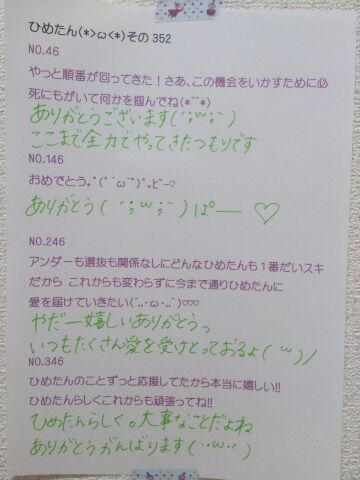 ひめたん(*>ω<*)その352
NO.46
やっと順番が回ってきた！さあ、この機会をいかすために必
死にもがいて何かを掴んでね(*^^*)
ありがとうございます(´;ω;`)
ここまで全力でやってきたつもりです
NO.146
おめでとう｡ﾟ(ﾟ´ω`ﾟ)ﾟ｡ﾋﾟｰ♡
ありがとう(´;ω;`)ぱー ♡
NO.246
アンダーも選抜も関係なしにどんなひめたんも１番だいスキ
だから これからも変わらずに今まで通りひめたんに
愛を届けていきたい(´,,･ω･,,`)♡♡♡
やだー嬉しいありがとうっ
いつもたくさん愛を受けとっておるよ( ω )ﾉ
NO.346
ひめたんのことずっと応援してたから本当に嬉しい!!
ひめたんらしくこれからも頑張ってね!!
ひめたんらしく。大事なことだよね
ありがとうがんばります(´･ω･`)